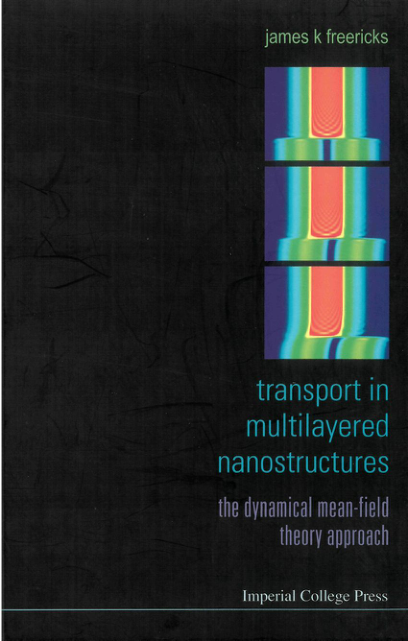 james k freericks
transport in
multilayered
nanostructures
the dynamical mean-field
theory approach
Imperial College Press